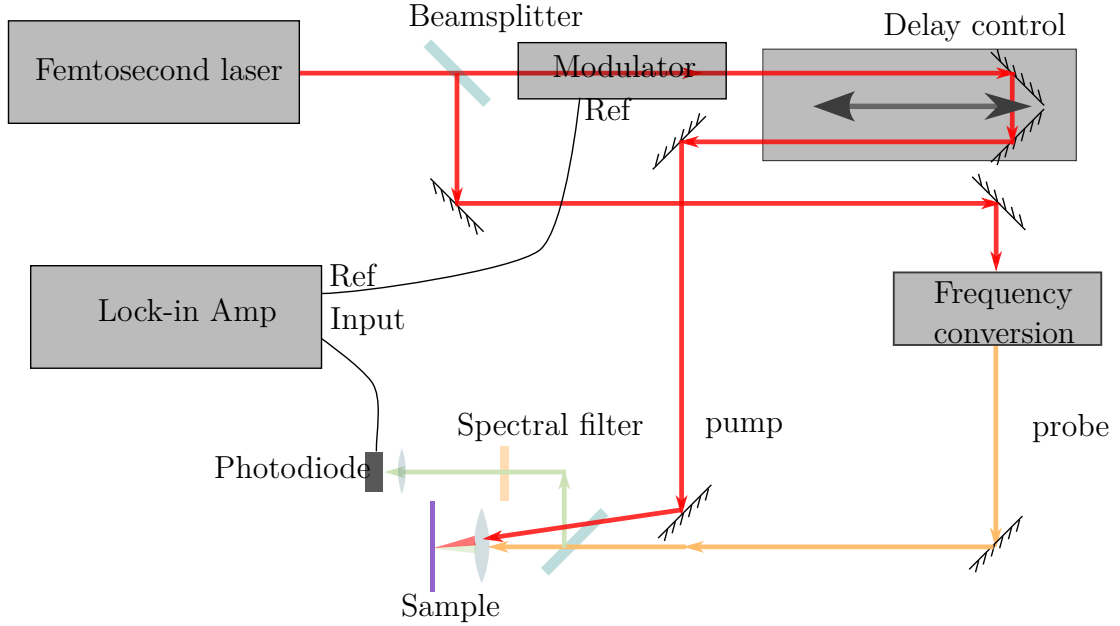 Beamsplitter
Delay control
Femtosecond laser
Modulator
Ref
Ref
Lock-in Amp
Input
Frequency
conversion
Spectral filter
pump
probe
Photodiode
Sample